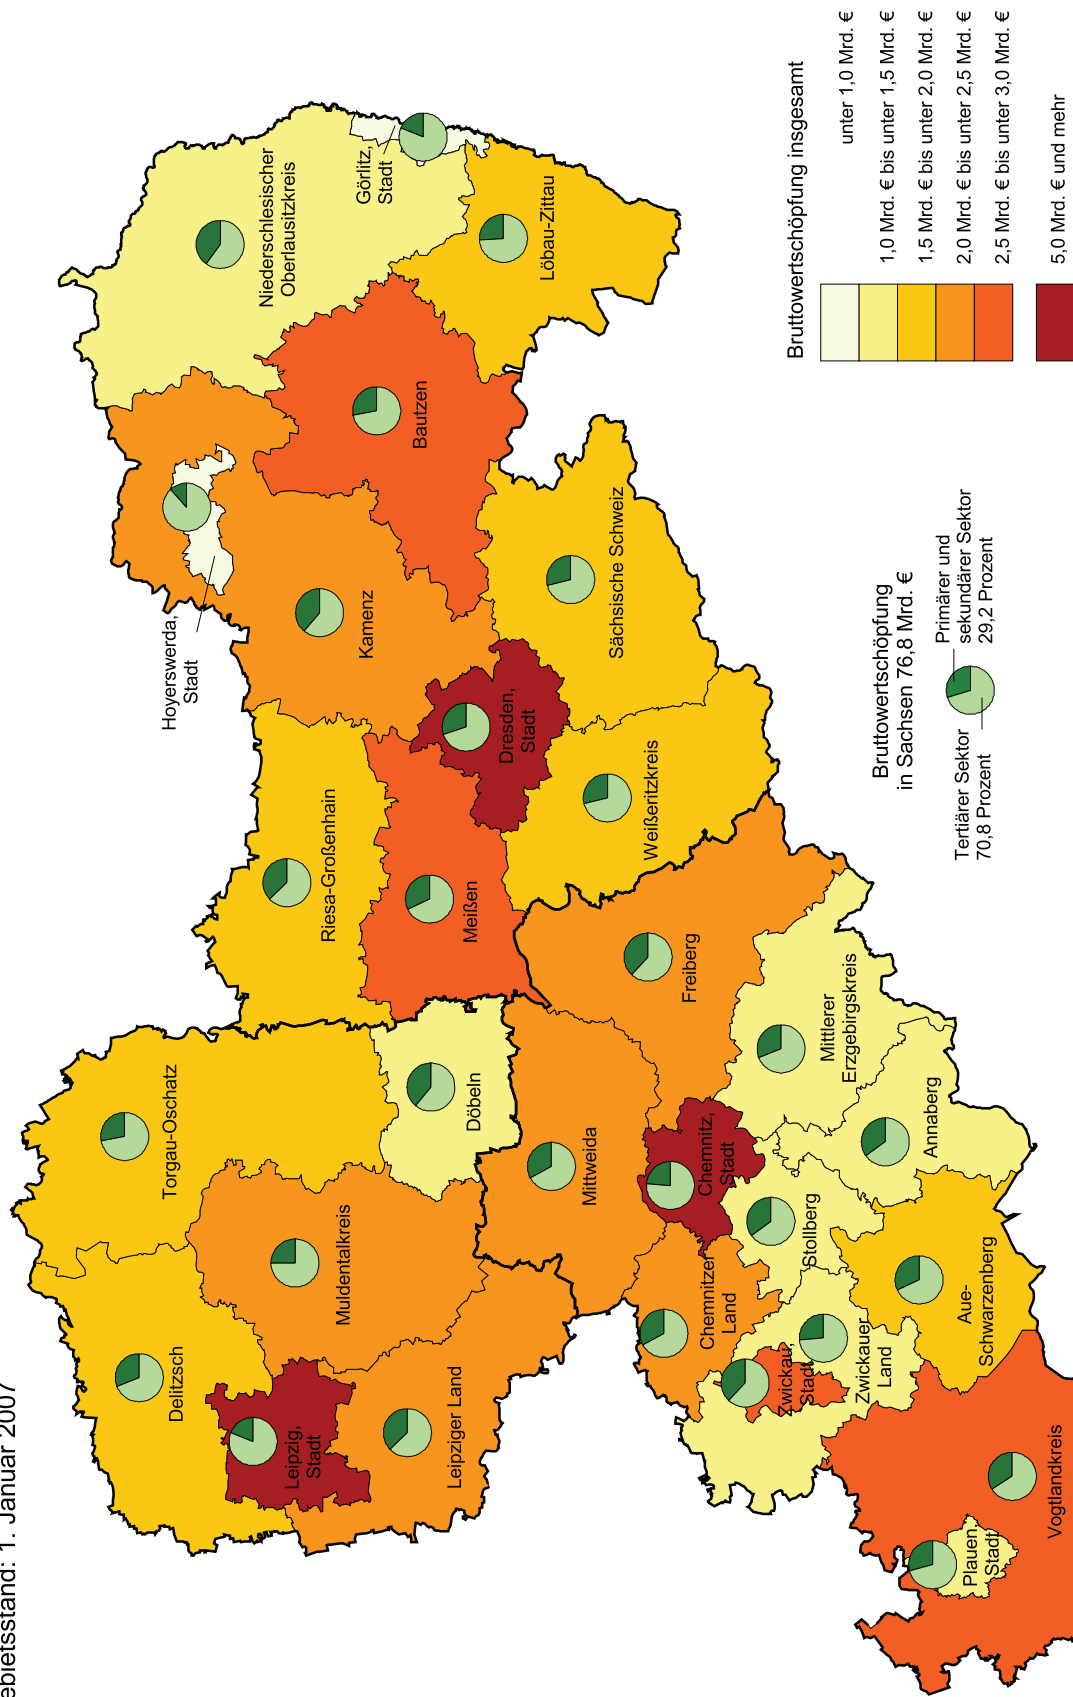 ebietsstand: 1. Januar 2007
Torgau-Oschatz
Delitzsch
Leipzig,
Stadt
Muldentalkreis
Leipziger Land
Döbeln
Riesa-Großenhain
Meißen
Hoyerswerda,
Stadt
Kamenz
Niederschlesischer
Oberlausitzkreis
Görlitz,
Stadt
Bautzen
Löbau-Zittau
Dresden,
Stadt
Sächsische Schweiz
Weißeritzkreis
Mittweida
Freiberg
Chemnitz,
Stadt
Chemnitzer
Land
Mittlerer
Erzgebirgskreis
Annaberg
Stollberg
Zwickau,
Stadt
Zwickauer
Land
Aue-
Schwarzenberg
Plauen,
Stadt
Vogtlandkreis
Bruttowertschöpfung
in Sachsen 76,8 Mrd. €
Tertiärer Sektor
70,8 Prozent
Primärer und
sekundärer Sektor
29,2 Prozent
Bruttowertschöpfung insgesamt
unter 1,0 Mrd. €
1,0 Mrd. € bis unter 1,5 Mrd. €
1,5 Mrd. € bis unter 2,0 Mrd. €
2,0 Mrd. € bis unter 2,5 Mrd. €
2,5 Mrd. € bis unter 3,0 Mrd. €
5,0 Mrd. € und mehr